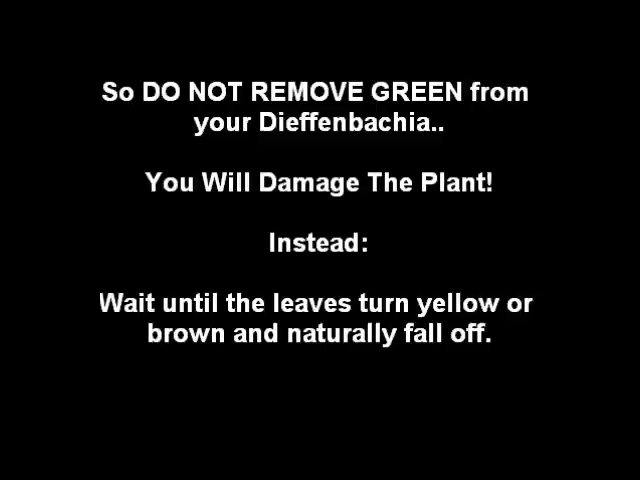 So DO NOT REMOVE GREEN from
your Dieffenbachia..
You Will Damage The Plant!
Instead:
Wait until the leaves turn yellow or
brown and naturally fall off.